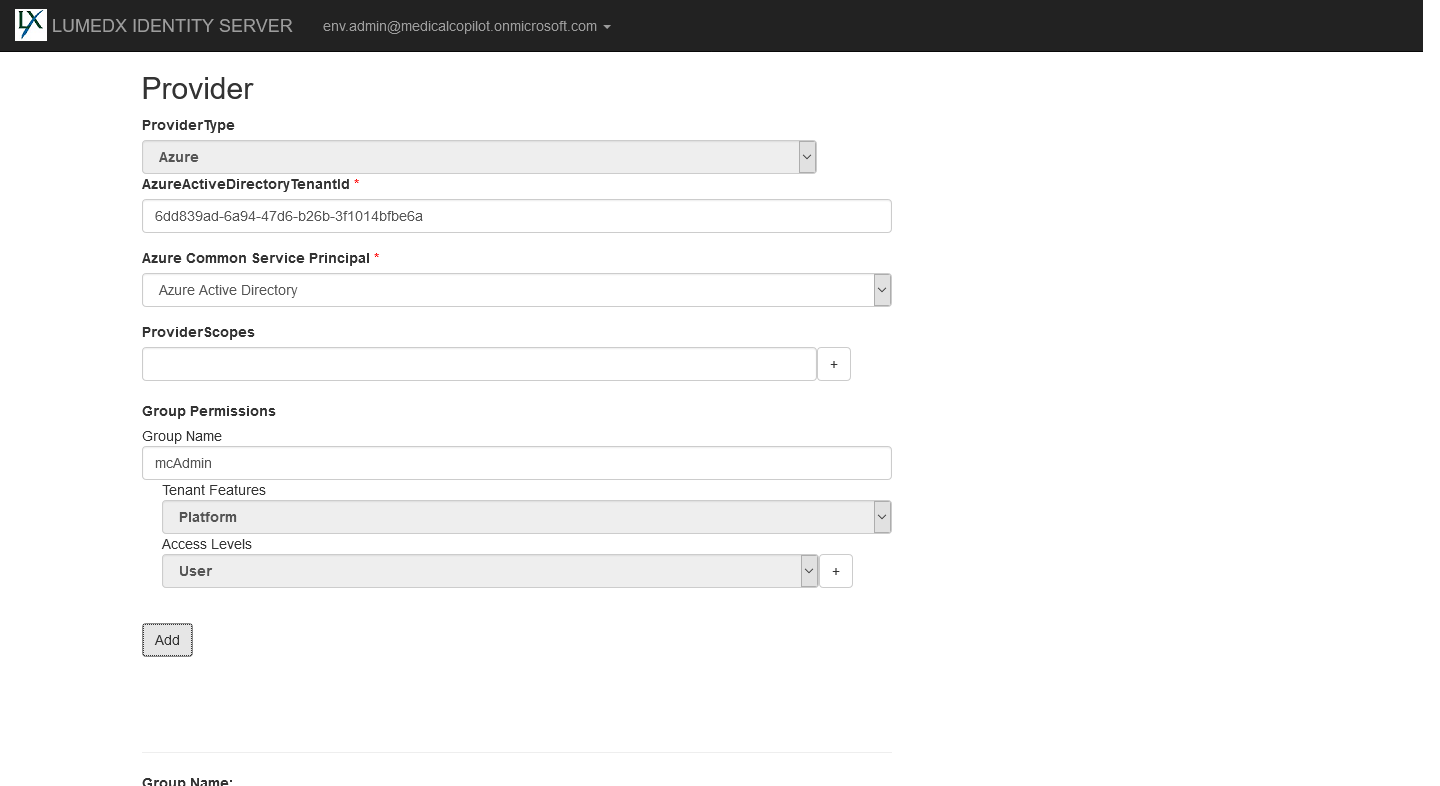 LX LUMEDX IDENTITY SERVER env.admin@medicalcopilot.onmicrosoft.com
Provider
ProviderType
Azure
AzureActiveDirectoryTenantId *
6dd839ad-6a94-47d6-b26b-3f1014bfbe6a
Azure Common Service Principal *
Azure Active Directory
ProviderScopes
+
Group Permissions
Group Name
mcAdmin
Tenant Features
Platform
Access Levels
User +
Add
Group Name: